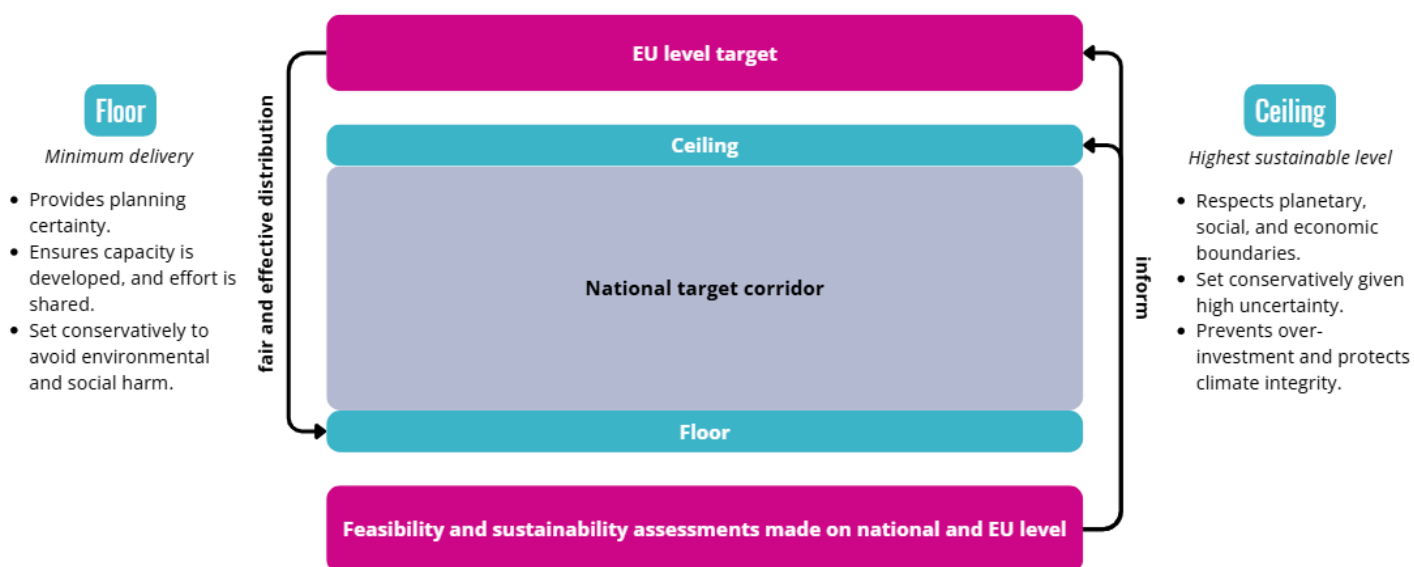 EU level target
Floor
Minimum delivery
• Provides planning
certainty.
• Ensures capacity is
developed, and effort is
shared.
• Set conservatively to
avoid environmental
and social harm.
fair and effective distribution
Ceiling
National target corridor
Floor
Feasibility and sustainability assessments made on national and EU level
inform
Ceiling
Highest sustainable level
• Respects planetary,
social, and economic
boundaries.
• Set conservatively given
high uncertainty.
• Prevents over-
investment and protects
climate integrity.